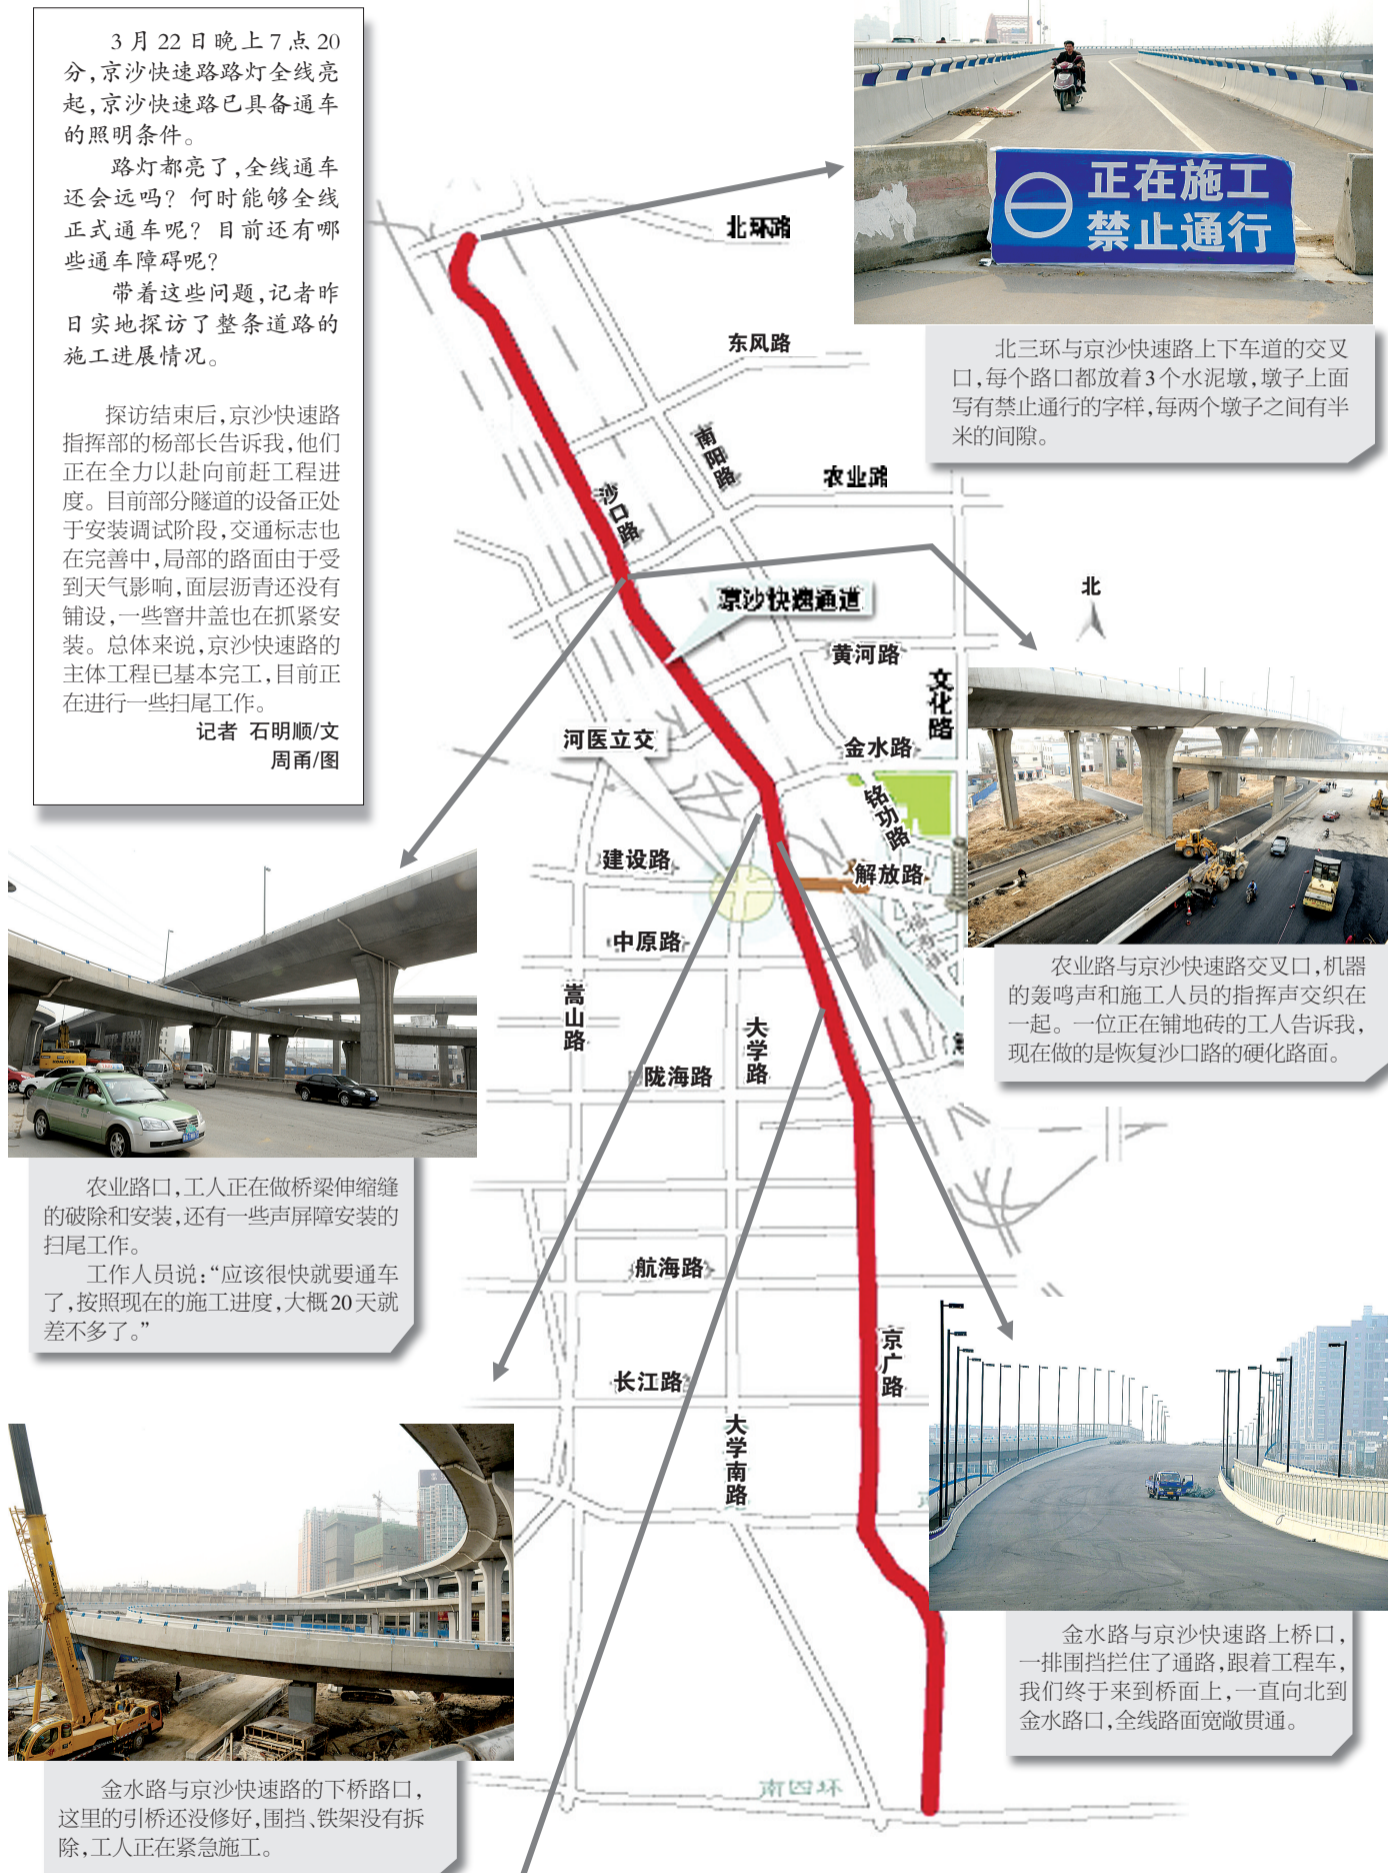 3月22日晚上7点20
分,京沙快速路路灯全线亮
起,京沙快速路已具备通车
的照明条件。
路灯都亮了,全线通车
还会远吗？何时能够全线
正式通车呢？目前还有哪
些通车障碍呢？
带着这些问题,记者昨
日实地探访了整条道路的
施工进展情况。
探访结束后,京沙快速路
指挥部的杨部长告诉我,他们
正在全力以赴向前赶工程进
度。目前部分隧道的设备正处
于安装调试阶段,交通标志也
在完善中,局部的路面由于受
到天气影响,面层沥青还没有
铺设,一些窨井盖也在抓紧安
装。总体来说,京沙快速路的
主体工程已基本完工,目前正
在进行一些扫尾工作。
记者 石明顺/文
周甬/图
正在施工
禁止通行
北三环与京沙快速路上下车道的交叉
口,每个路口都放着3个水泥墩,墩子上面
写有禁止通行的字样,每两个墩子之间有半
米的间隙。
北环路
东风路
南阳路
农业路
沙口路
京沙快速通道
北
黄河路
文化路
河医立交
金水路
铭功路
建设路
解放路
中原路
嵩山路
大学路
陇海路
航海路
京广路
长江路
大学南路
南四环
农业路与京沙快速路交叉口,机器
的轰鸣声和施工人员的指挥声交织在
一起。一位正在铺地砖的工人告诉我,
现在做的是恢复沙口路的硬化路面。
农业路口,工人正在做桥梁伸缩缝
的破除和安装,还有一些声屏障安装的
扫尾工作。
工作人员说:“应该很快就要通车
了,按照现在的施工进度,大概20天就
差不多了。”
金水路与京沙快速路上桥口,
一排围挡拦住了通路,跟着工程车,
我们终于来到桥面上,一直向北到
金水路口,全线路面宽敞贯通。
金水路与京沙快速路的下桥路口,
这里的引桥还没修好,围挡、铁架没有拆
除,工人正在紧急施工。